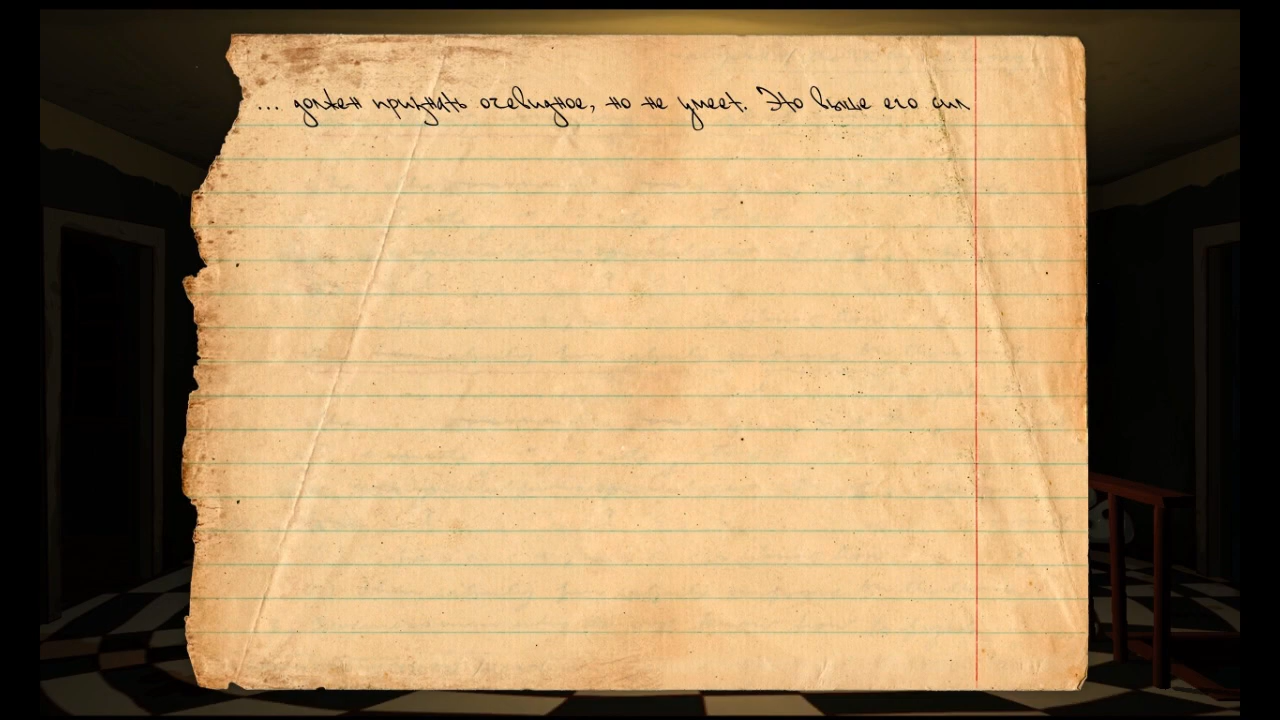 ... должен признать очевидное, но не умеет. Это выше его сил